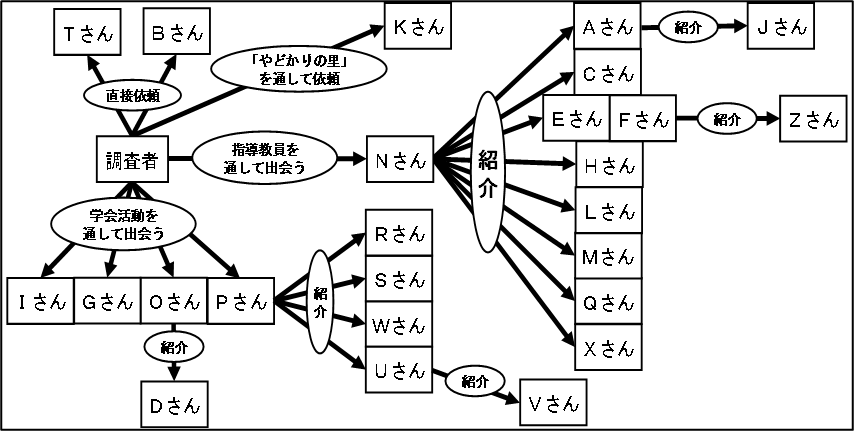 Tさん
Bさん
Kさん
「やどかりの里」
を通して依頼
直接依頼
調査者
指導教員を
通して出会う
Nさん
紹介
Aさん
紹介
Jさん
Cさん
Eさん
Fさん
紹介
Zさん
Hさん
Lさん
Mさん
Qさん
Xさん
学会活動を
通して出会う
Iさん
Gさん
Oさん
Pさん
紹介
Dさん
紹介
Rさん
Sさん
Wさん
Uさん
紹介
Vさん